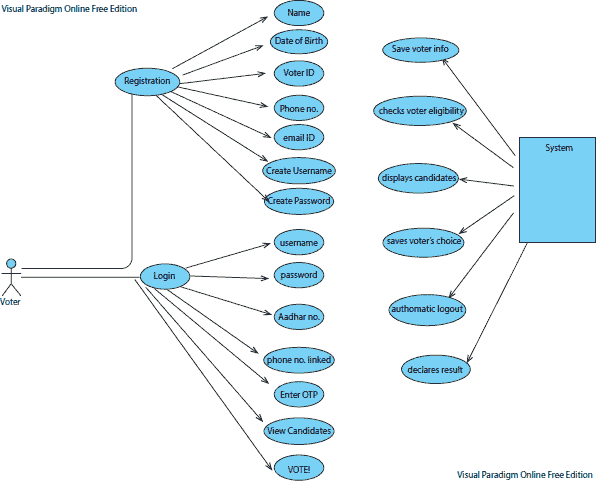 Visual Paradigm Online Free Edition
Name
Date of Birth
Registration
Voter ID
Phone no.
email ID
Create Username
Create Password
Save voter info
checks voter eligibility
System
displays candidates
saves voter's choice
authomatic logout
declares result
Voter
Login
username
password
Aadhar no.
phone no. linked
Enter OTP
View Candidates
VOTE!
Visual Paradigm Online Free Edition